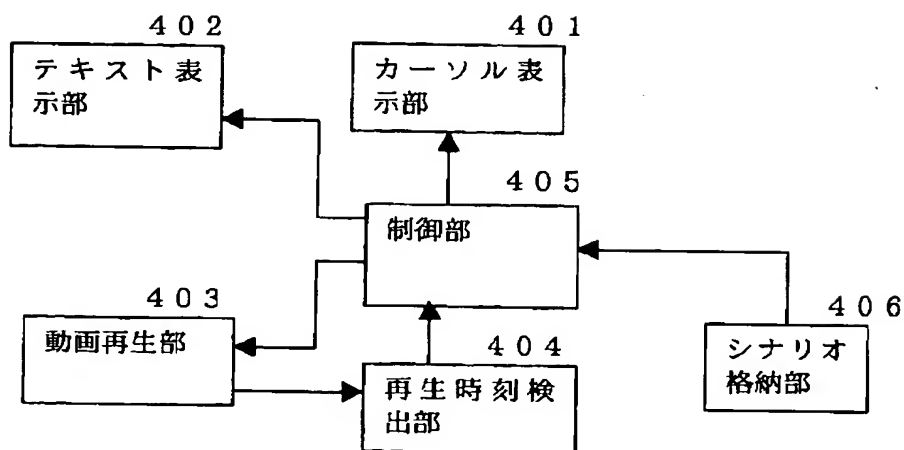 402
テキスト表
示部
401
カーソル表
示部
405
制御部
403
動画再生部
404
再生時刻検
出部
406
シナリオ
格納部